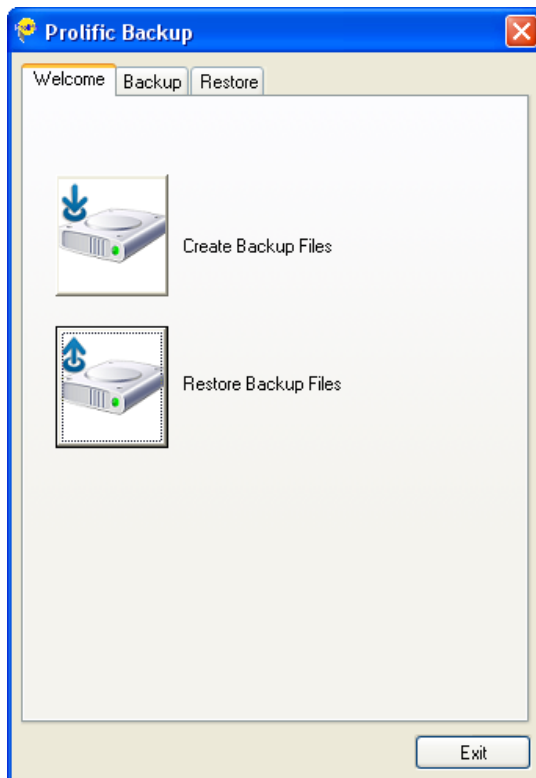 Prolific Backup
Welcome Backup Restore
Create Backup Files
Restore Backup Files
Exit